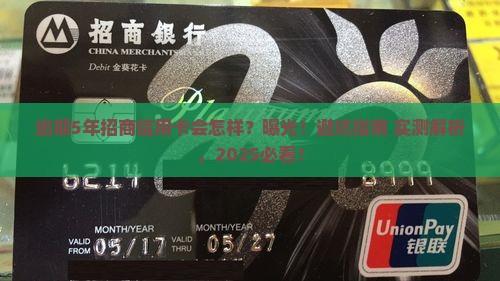 招商银行
CHINA MERCHANTS
Debit 金葵花卡
逾期5年招商信用卡会怎样？曝光！避坑指南 实测解析
，2025必看！
6214 8999
MONTH/YEAR MONTH/YEAR
VALID FROM 05/17 VALID THRU 05/27
UnionPay
银联